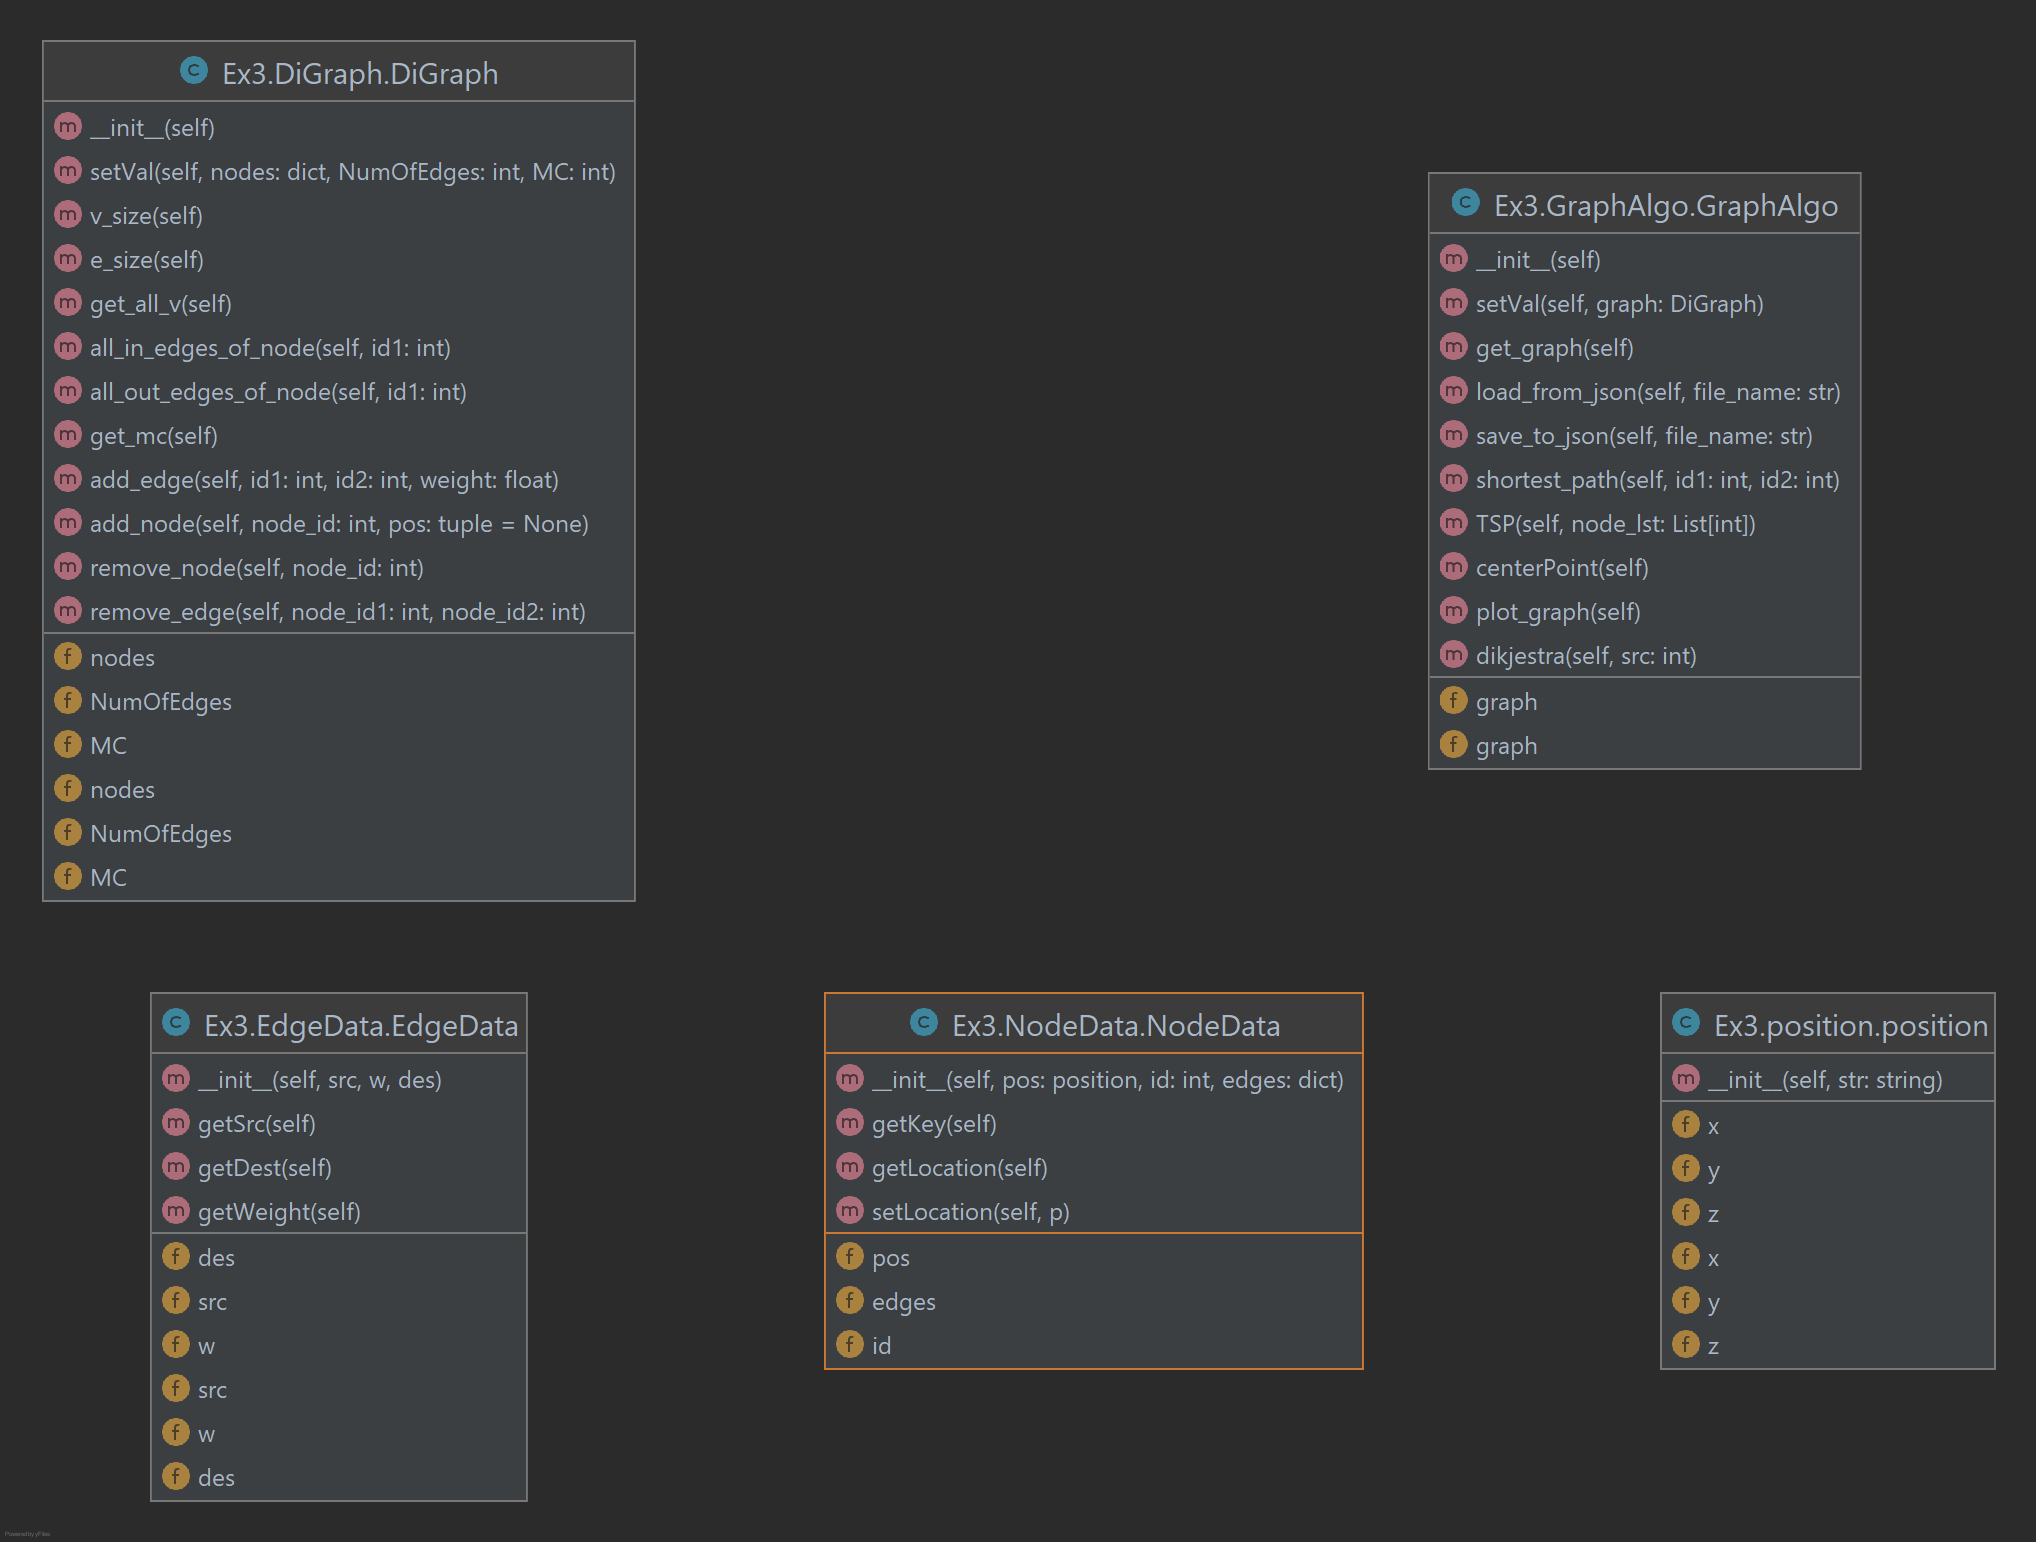 Ex3.DiGraph.DiGraph
__init__(self)
setVal(self, nodes: dict, NumOfEdges: int, MC: int)
v_size(self)
e_size(self)
get_all_v(self)
all_in_edges_of_node(self, id1: int)
all_out_edges_of_node(self, id1: int)
get_mc(self)
add_edge(self, id1: int, id2: int, weight: float)
add_node(self, node_id: int, pos: tuple = None)
remove_node(self, node_id: int)
remove_edge(self, node_id1: int, node_id2: int)
nodes
NumOfEdges
MC
nodes
NumOfEdges
MC
Ex3.GraphAlgo.GraphAlgo
__init__(self)
setVal(self, graph: DiGraph)
get_graph(self)
load_from_json(self, file_name: str)
save_to_json(self, file_name: str)
shortest_path(self, id1: int, id2: int)
TSP(self, node_lst: List[int])
centerPoint(self)
plot_graph(self)
dikjestra(self, src: int)
graph
graph
Ex3.EdgeData.EdgeData
__init__(self, src, w, des)
getSrc(self)
getDest(self)
getWeight(self)
des
src
w
src
w
des
Ex3.NodeData.NodeData
__init__(self, pos: position, id: int, edges: dict)
getKey(self)
getLocation(self)
setLocation(self, p)
pos
edges
id
Ex3.position.position
__init__(self, str: string)
x
y
z
x
y
z
Powered by yFiles